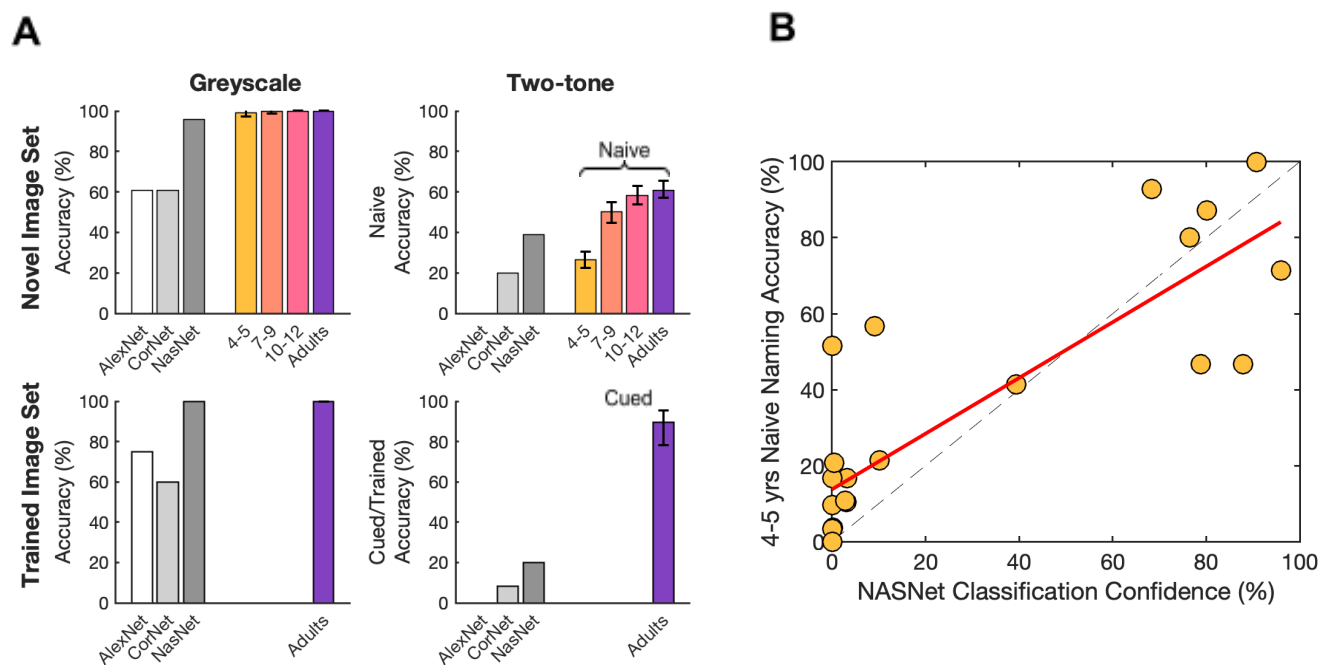 A
B
Greyscale
Two-tone
Novel Image Set
Accuracy (%)
100
80
60
40
20
0
AlexNet
CorNet
NasNet
4-5
7-9
10-12
Adults
Naive
Accuracy (%)
100
80
60
40
20
0
Naive
AlexNet
CorNet
NasNet
4-5
7-9
10-12
Adults
Trained Image Set
Accuracy (%)
100
80
60
40
20
0
AlexNet
CorNet
NasNet
Adults
Cued/Trained
Accuracy (%)
100
80
60
40
20
0
Cued
AlexNet
CorNet
NasNet
Adults
4-5 yrs Naive Naming Accuracy (%)
100
80
60
40
20
0
0
20
40
60
80
100
NASNet Classification Confidence (%)